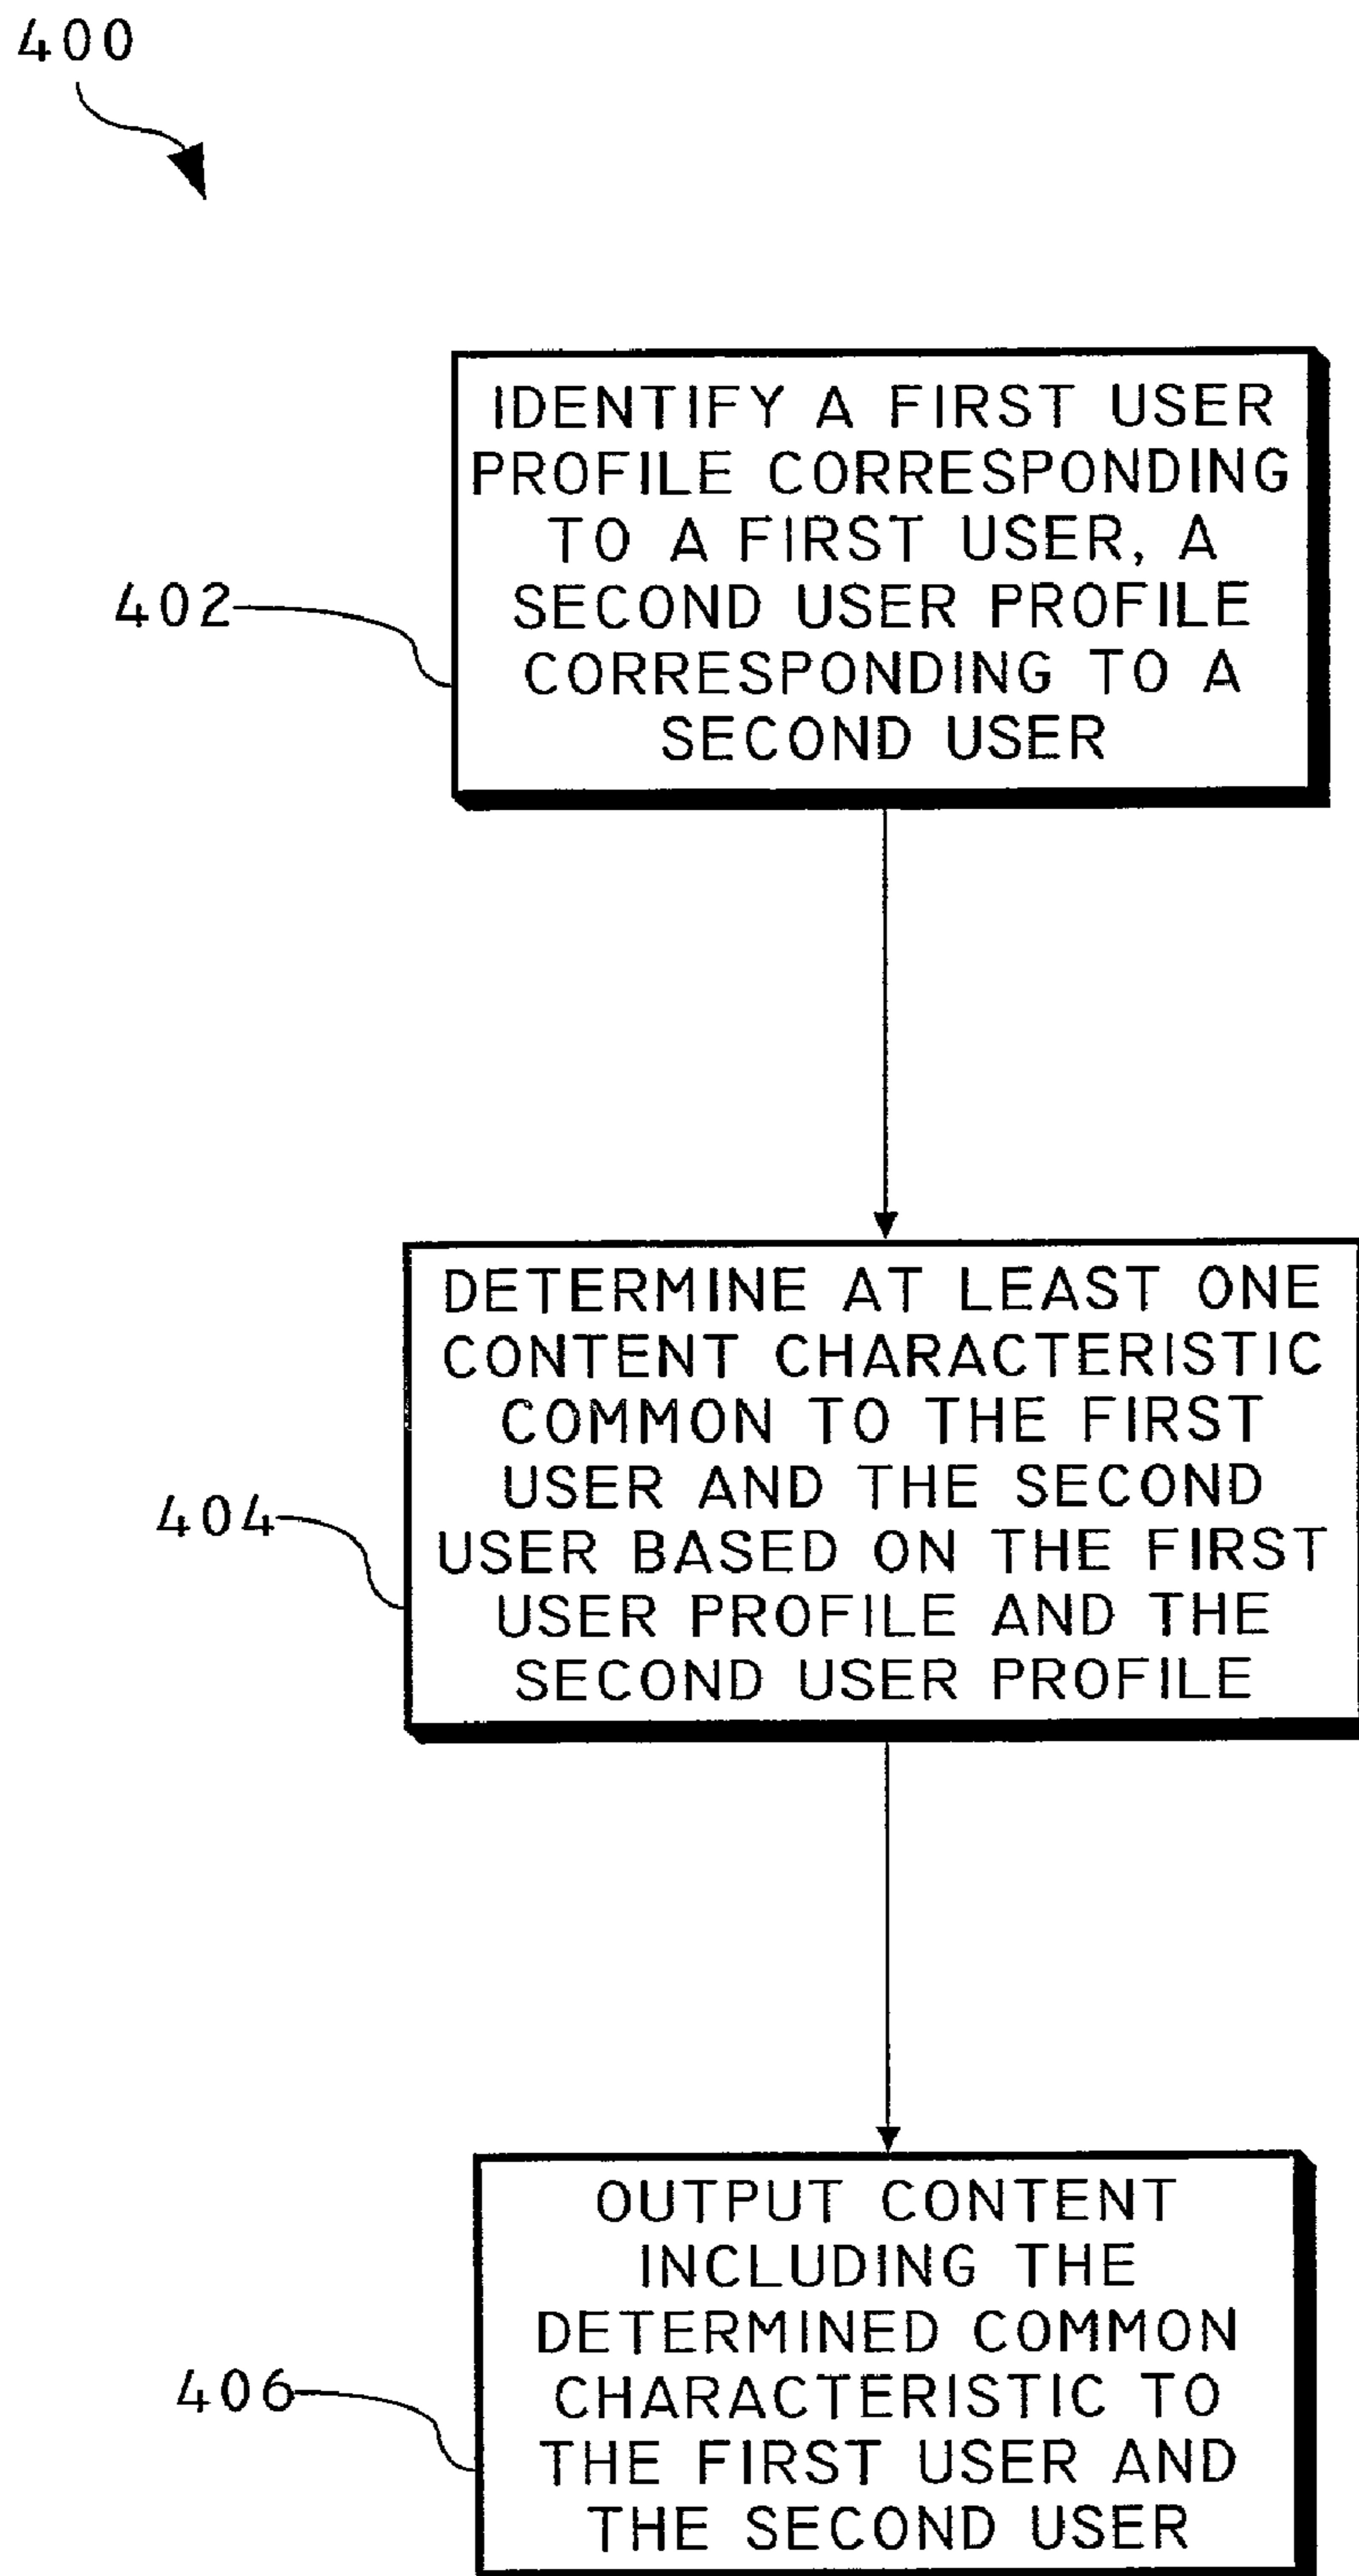 400
IDENTIFY A FIRST USER
PROFILE CORRESPONDING
TO A FIRST USER, A
SECOND USER PROFILE
CORRESPONDING TO A
SECOND USER
402
DETERMINE AT LEAST ONE
CONTENT CHARACTERISTIC
COMMON TO THE FIRST
USER AND THE SECOND
USER BASED ON THE FIRST
USER PROFILE AND THE
SECOND USER PROFILE
404
OUTPUT CONTENT
INCLUDING THE
DETERMINED COMMON
CHARACTERISTIC TO
THE FIRST USER AND
THE SECOND USER
406